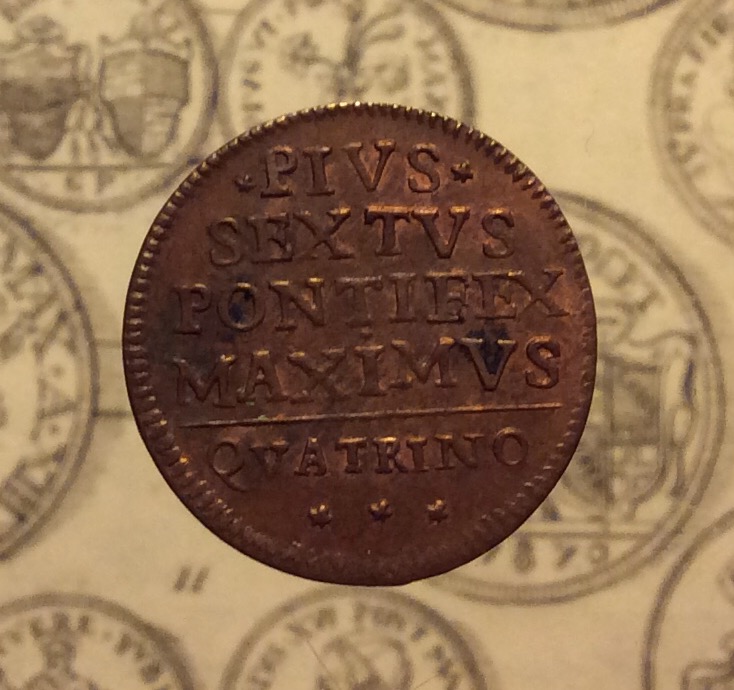 PIVS
SEXTVS
PONTIFEX
MAXIMVS
QVATRINO